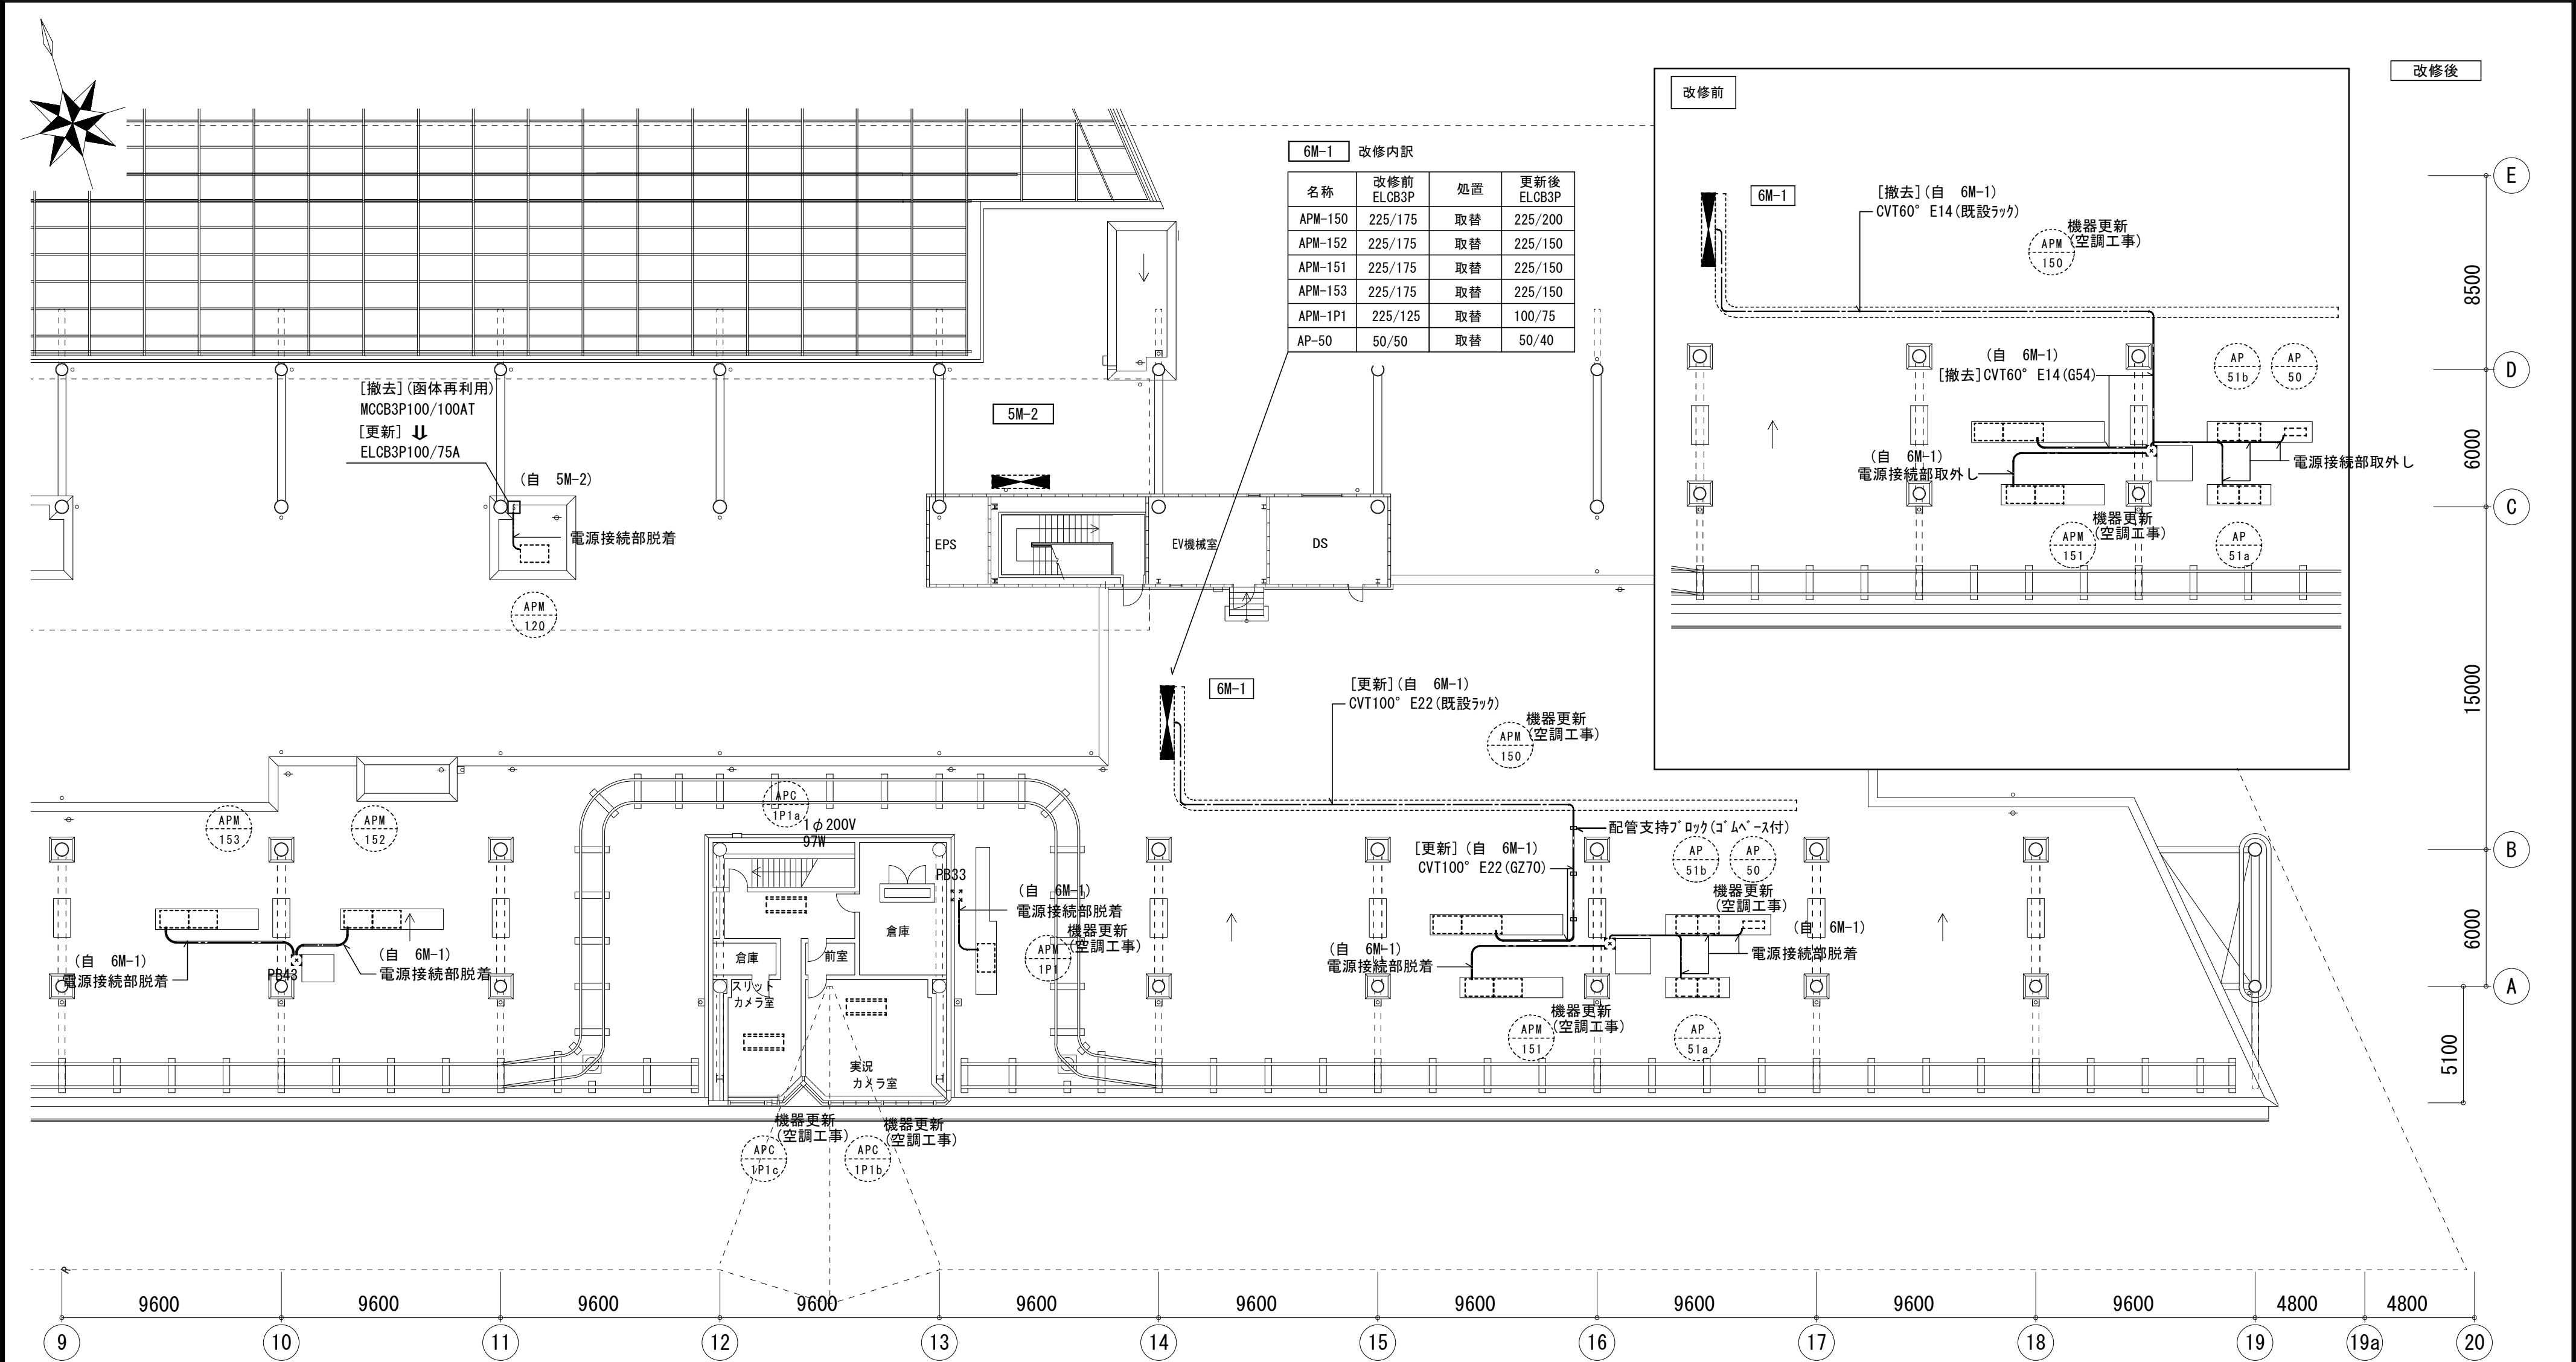 改修後
改修前
6M-1
[撤去](自 6M-1)
CVT60° E14(既設ラック)
機器更新
(空調工事)
APM
150
(自 6M-1)
[撤去]CVT60° E14(G54)
AP
51b
AP
50
(自 6M-1)
電源接続部取外し
電源接続部取外し
機器更新
(空調工事)
APM
151
AP
51a
6M-1 改修内訳
名称 改修前 ELCB3P 処置 更新後 ELCB3P
APM-150 225/175 取替 225/200
APM-152 225/175 取替 225/150
APM-151 225/175 取替 225/150
APM-153 225/175 取替 225/150
APM-1P1 225/125 取替 100/75
AP-50 50/50 取替 50/40
[撤去](函体再利用)
MCCB3P100/100AT
[更新] ⇓
ELCB3P100/75A
(自 5M-2)
電源接続部脱着
APM
120
5M-2
EPS
EV機械室
DS
6M-1
[更新](自 6M-1)
CVT100° E22(既設ラック)
機器更新
(空調工事)
APM
150
配管支持ブロック(ゴムベース付)
[更新](自 6M-1)
CVT100° E22(GZ70)
AP
51b
AP
50
機器更新
(空調工事)
(自 6M-1)
電源接続部脱着
(自 6M-1)
電源接続部脱着
機器更新
(空調工事)
APM
151
AP
51a
APM
153
APM
152
(自 6M-1)
電源接続部脱着
PB43
(自 6M-1)
電源接続部脱着
APC
1P1a
1φ200V
97W
PB33
(自 6M-1)
電源接続部脱着
機器更新
(空調工事)
APM
1P1
倉庫
倉庫
前室
スリット
カメラ室
実況
カメラ室
機器更新
(空調工事)
APC
1P1c
機器更新
(空調工事)
APC
1P1b
E
8500
D
6000
C
15000
B
6000
A
5100
9600 9600 9600 9600 9600 9600 9600 9600 9600 9600 4800 4800
9 10 11 12 13 14 15 16 17 18 19 19a 20